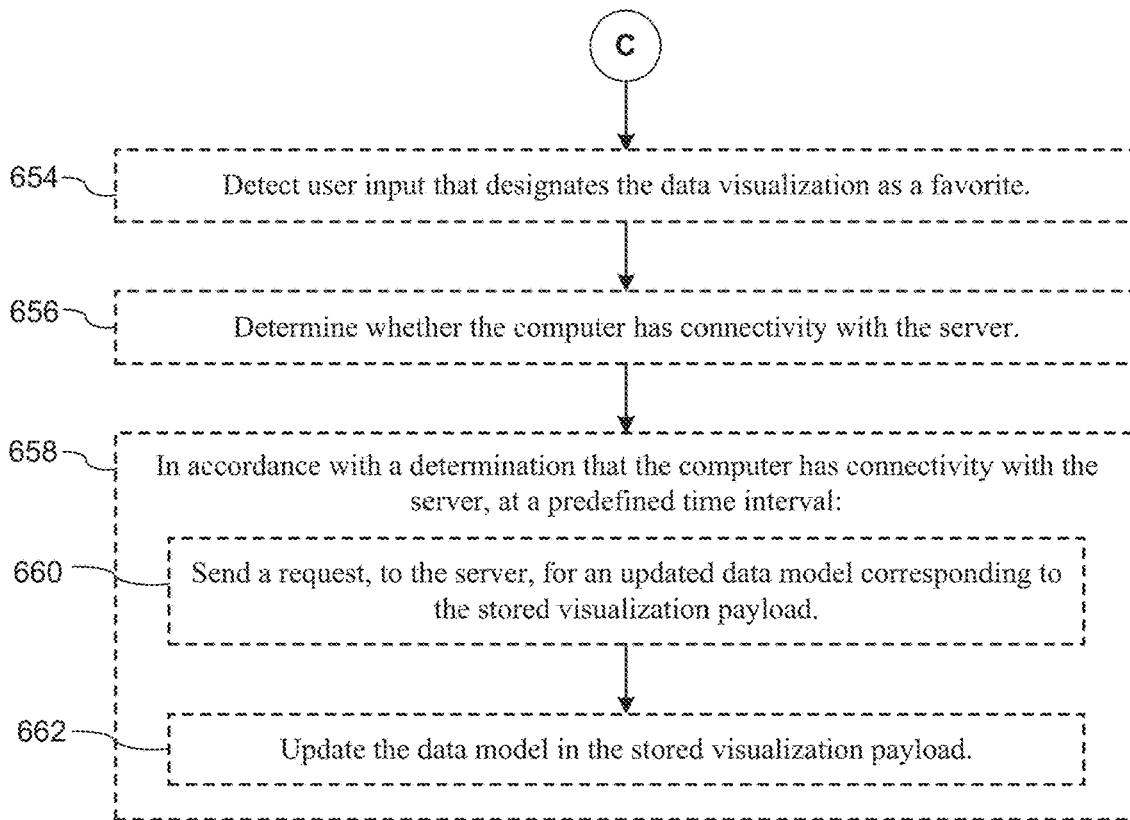 C
654
Detect user input that designates the data visualization as a favorite.
656
Determine whether the computer has connectivity with the server.
658
In accordance with a determination that the computer has connectivity with the
server, at a predefined time interval:
660
Send a request, to the server, for an updated data model corresponding to
the stored visualization payload.
662
Update the data model in the stored visualization payload.